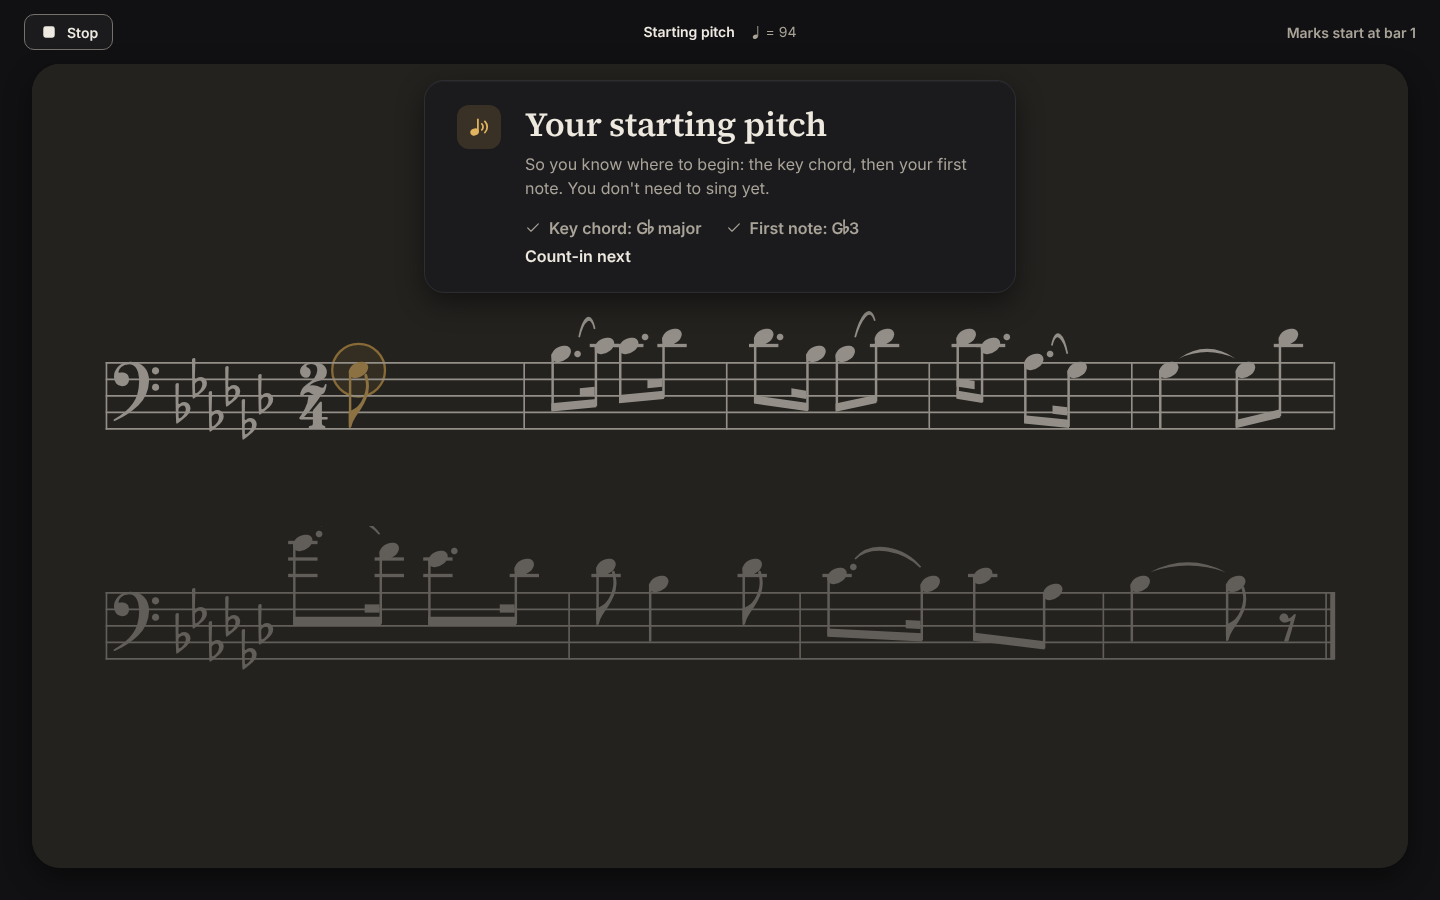 Stop
Starting pitch ♩ = 94
Marks start at bar 1
Your starting pitch
So you know where to begin: the key chord, then your first
note. You don't need to sing yet.
✓ Key chord: G♭ major ✓ First note: G♭3
Count-in next
2
4